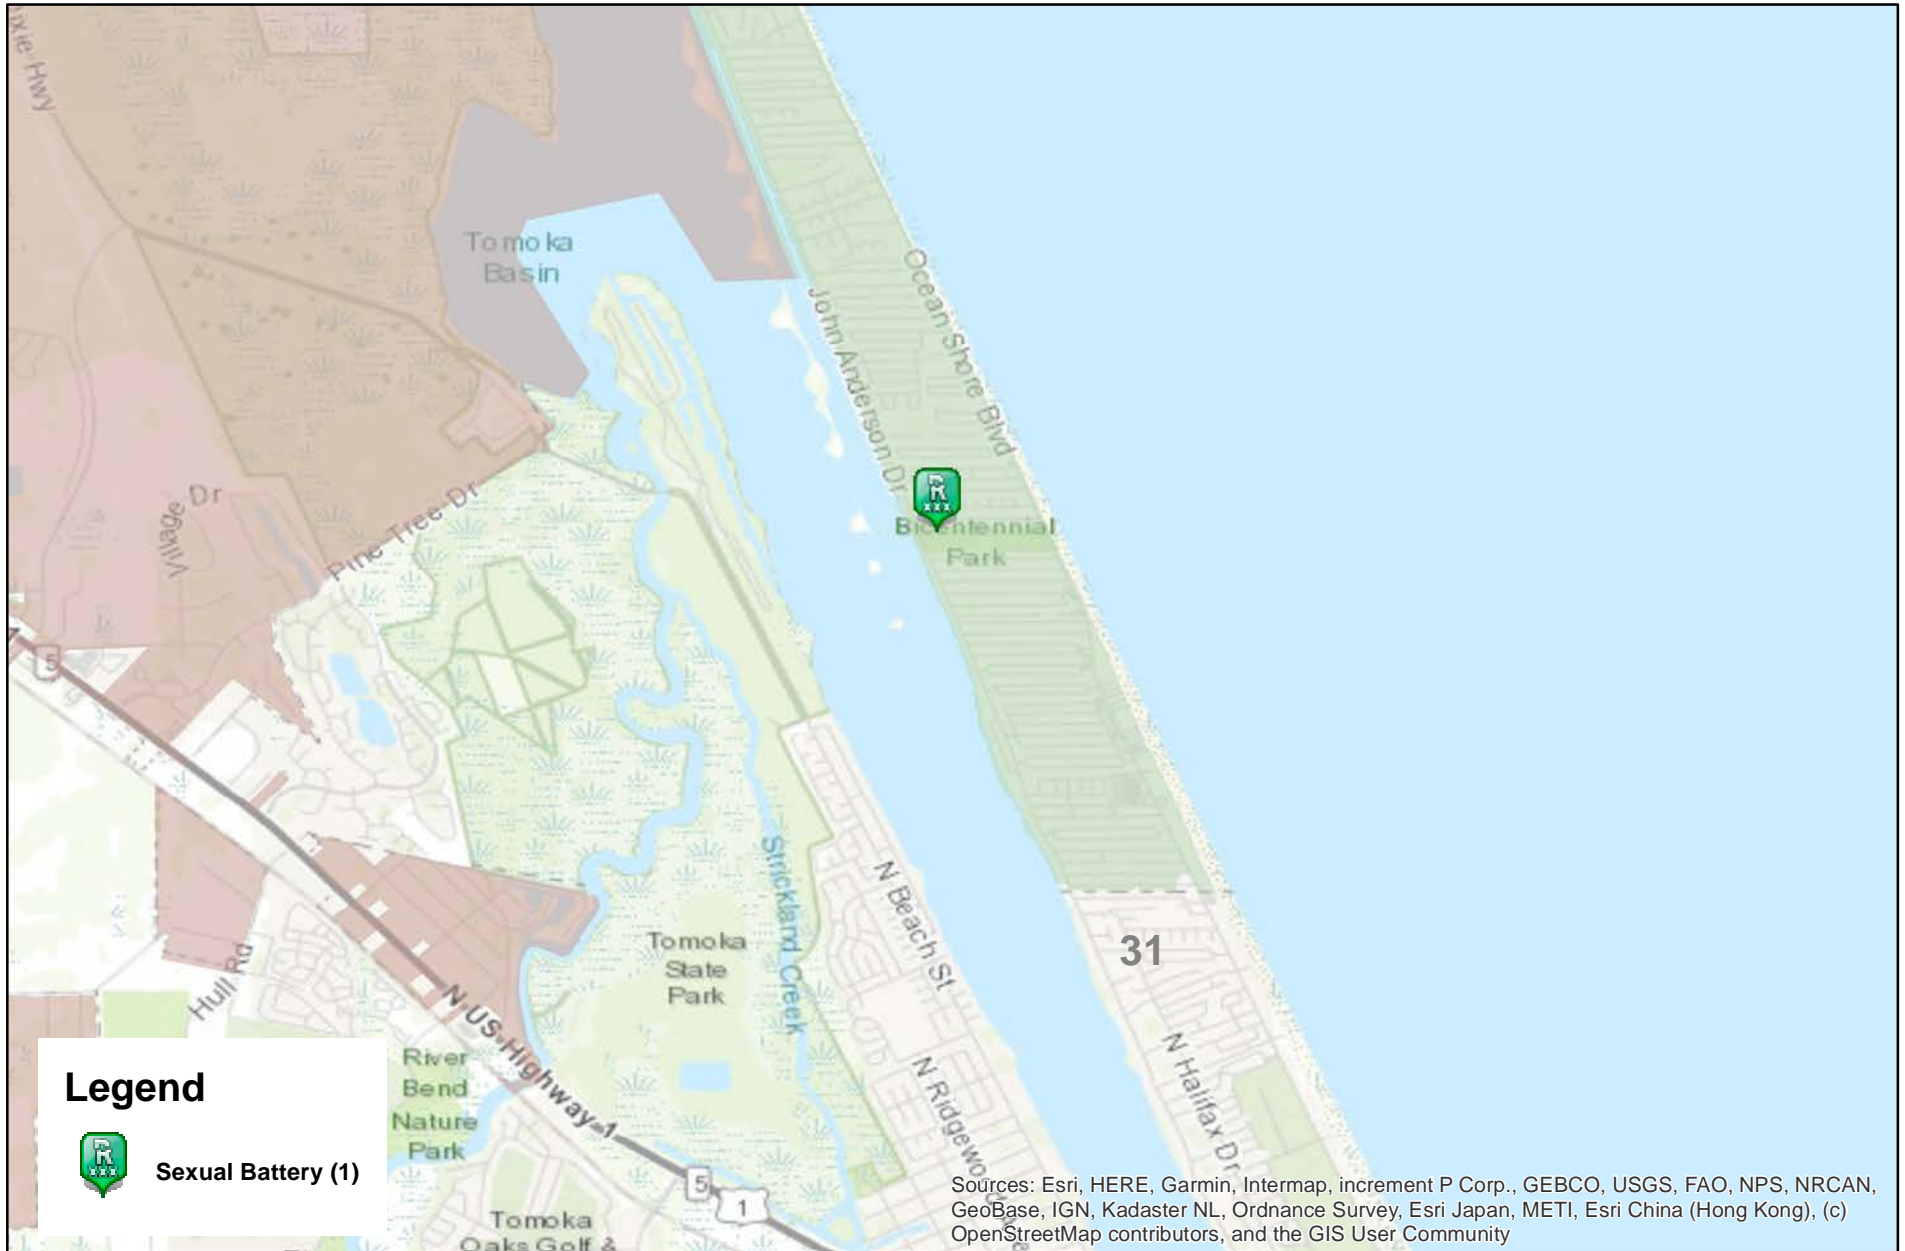 ixie Hwy
Tomoka
Basin
Ocean Shore Blvd
John Anderson Dr
R
Bicentennial
Park
Village Dr
Pine Tree Dr
5
Strickland Creek
N Beach St
Tomoka
State
Park
31
Hull Rd
N US Highway 1
N Halifax Dr
N Ridgewood Ave
River
Bend
Nature
Park
5
1
Tomoka
Oaks Golf &
Legend
R
Sexual Battery (1)
Sources: Esri, HERE, Garmin, Intermap, increment P Corp., GEBCO, USGS, FAO, NPS, NRCAN,
GeoBase, IGN, Kadaster NL, Ordnance Survey, Esri Japan, METI, Esri China (Hong Kong), (c)
OpenStreetMap contributors, and the GIS User Community